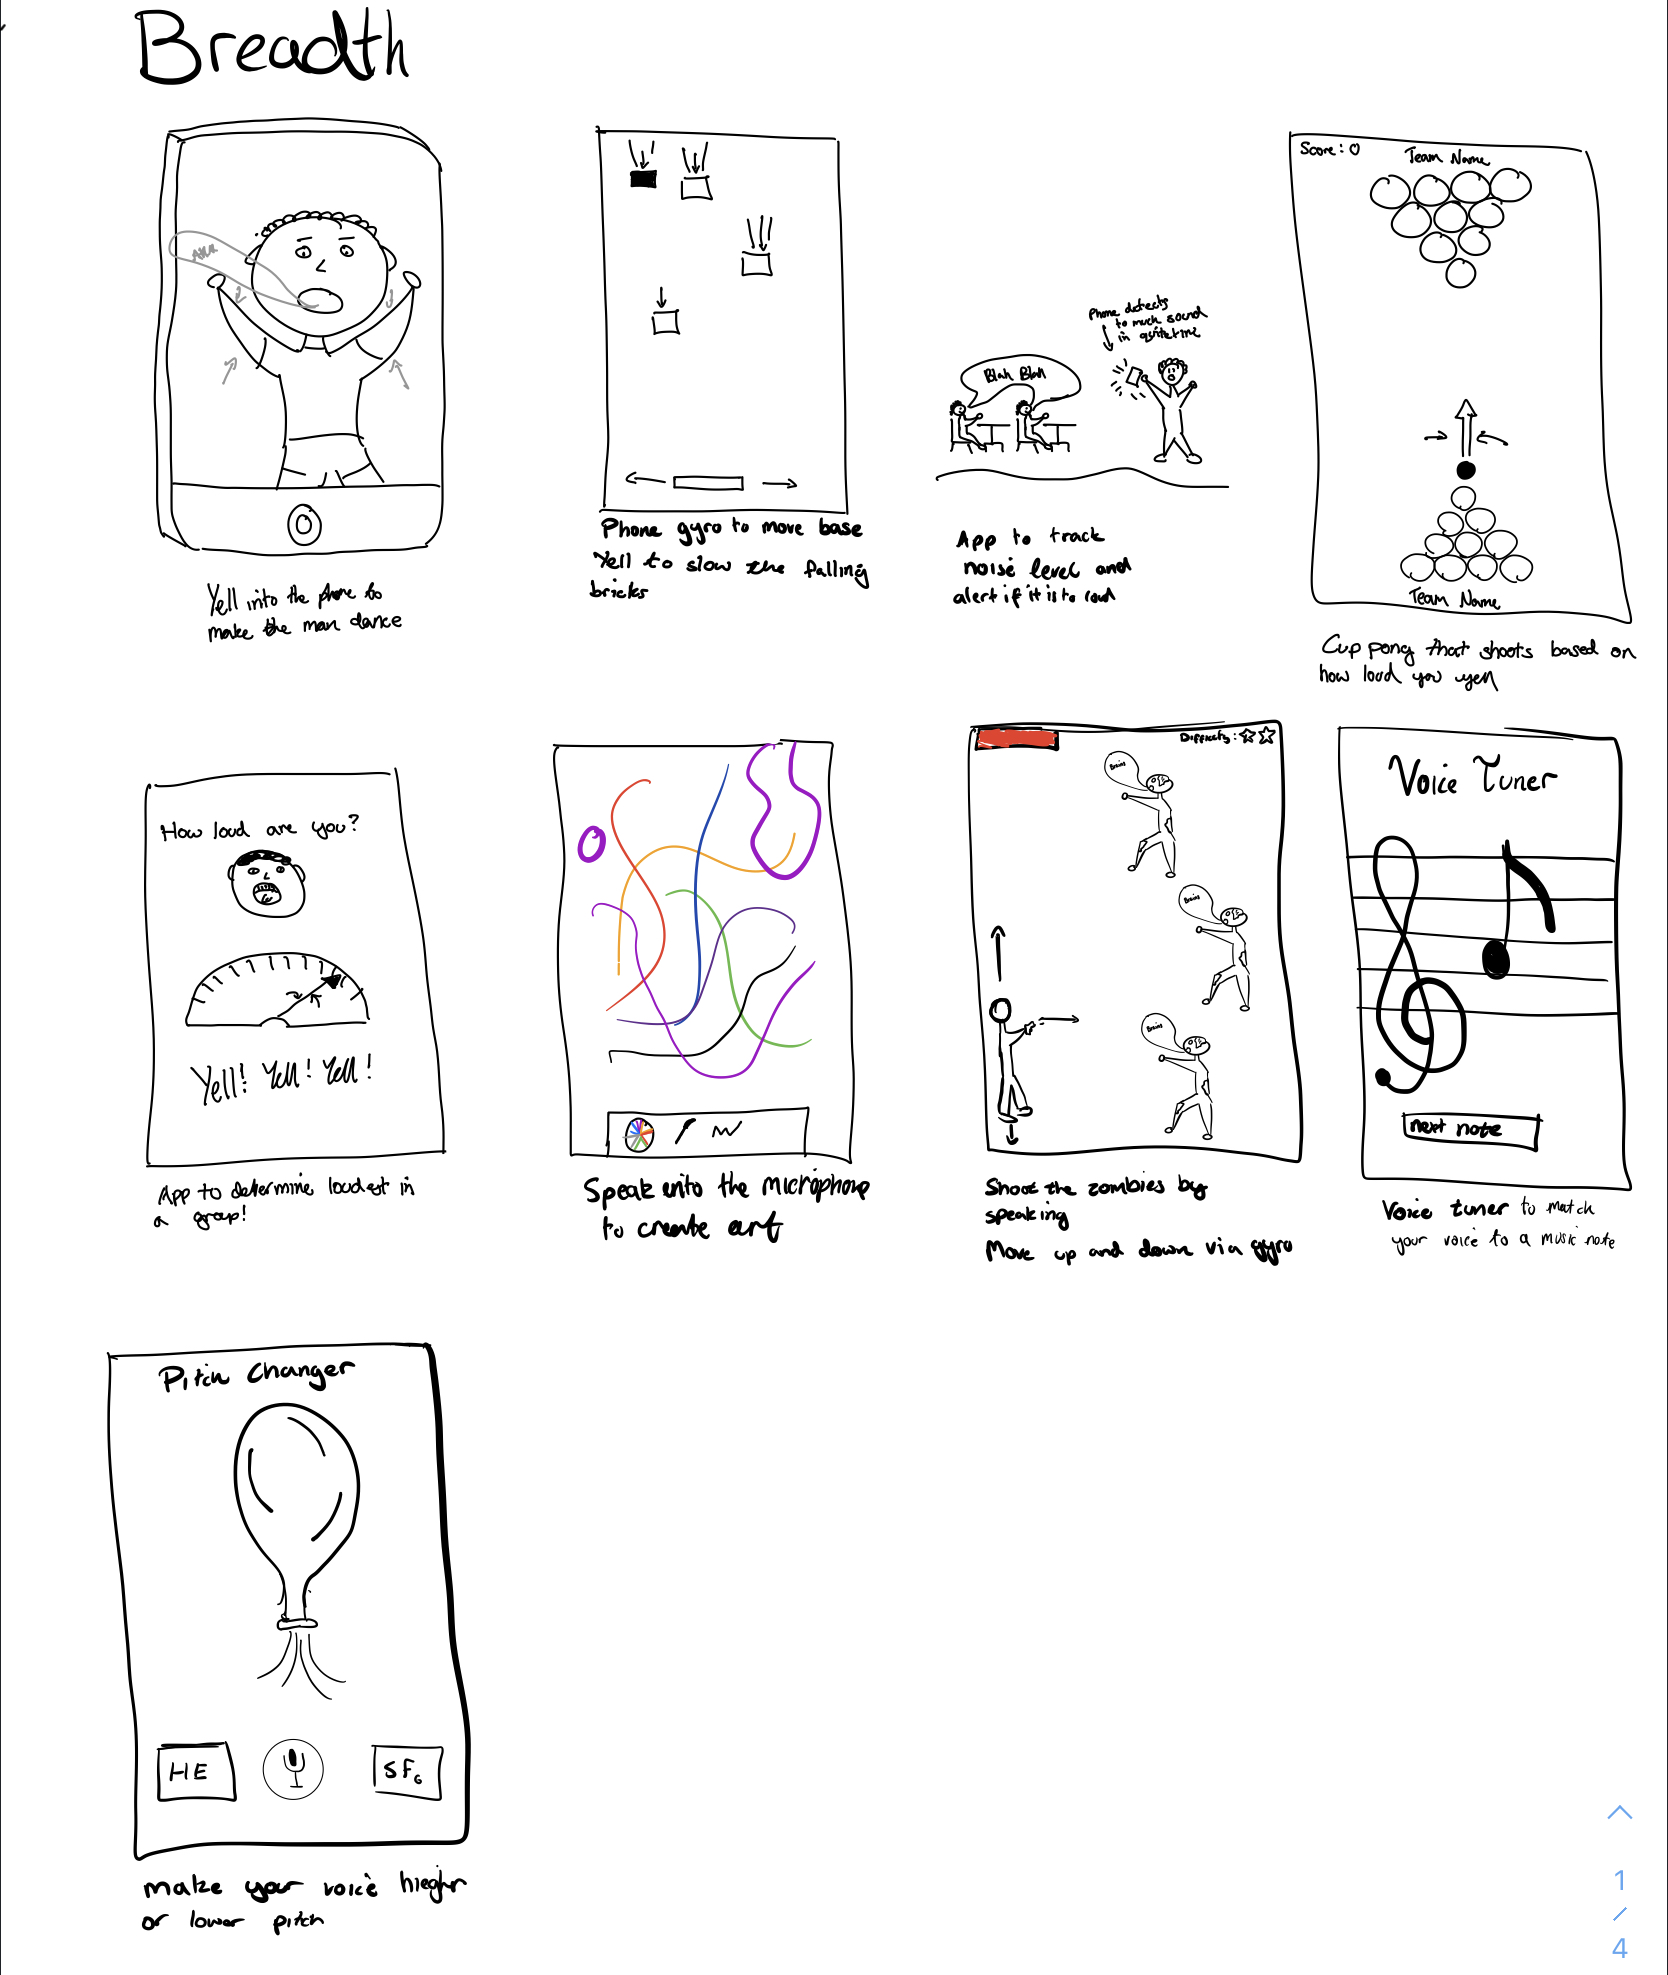 Breadth
AHH
Yell into the phone to
make the man dance
Phone gyro to move base
Yell to slow the falling
bricks
Phone detects
to much sound
in quitetime
Blah Blah
App to track
noise level and
alert if it is to loud
Score: 0
Team Name
Team Name
Cup pong that shoots based on
how loud you yell
How loud are you?
Yell! Yell! Yell!
App to determine loudest in
a group!
Speak into the microphone
to create art
Difficulty:
Brains
Brains
Brains
Shoot the zombies by
speaking
Move up and down via gyro
Voice Tuner
next note
Voice tuner to match
your voice to a music note
Pitch Changer
HE
SF6
make your voice hiegher
or lower pitch
1
/
4